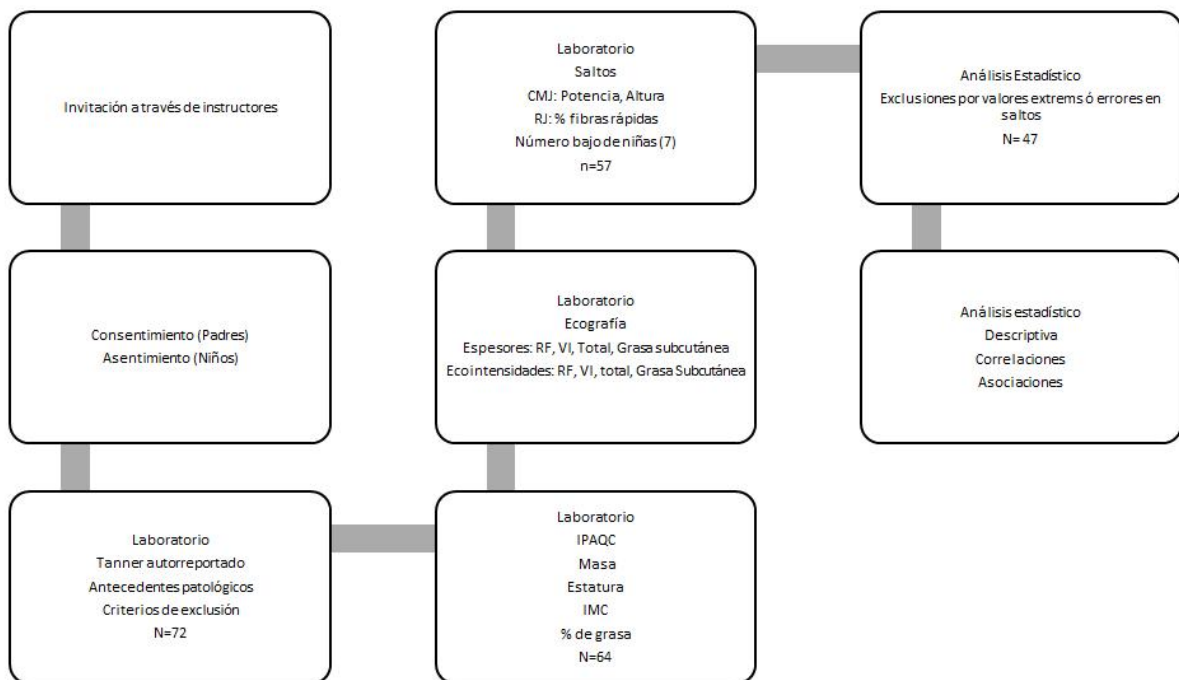 Invitación a través de instructores
Consentimiento (Padres)
Asentimiento (Niños)
Laboratorio
Tanner autorreportado
Antecedentes patológicos
Criterios de exclusión
N=72
Laboratorio
IPAQC
Masa
Estatura
IMC
% de grasa
N=64
Laboratorio
Ecografía
Espesores: RF, VI, Total, Grasa subcutánea
Ecointensidades: RF, VI, total, Grasa Subcutánea
Laboratorio
Saltos
CMJ: Potencia, Altura
RJ: % fibras rápidas
Número bajo de niñas (7)
n=57
Análisis Estadístico
Exclusiones por valores extrems ó errores en
saltos
N= 47
Análisis estadístico
Descriptiva
Correlaciones
Asociaciones